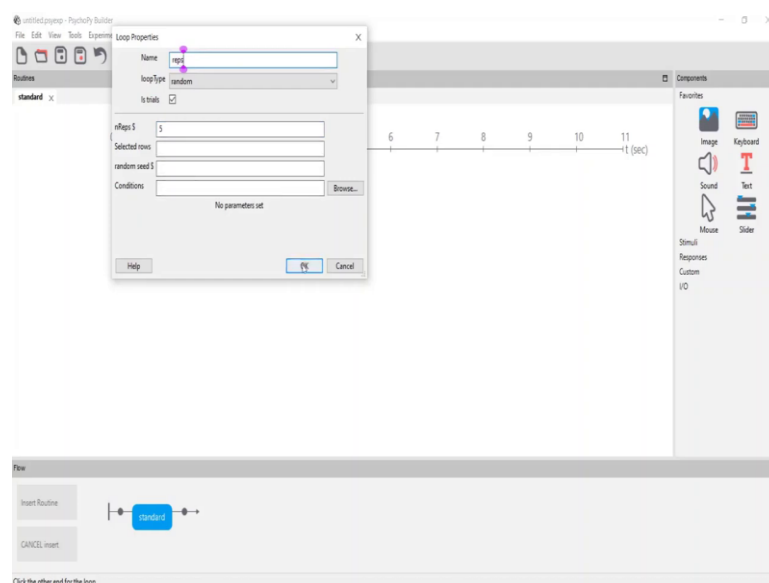 untitled.psyexp - PsychoPy Builder
File Edit View Tools Experime
Loop Properties X
Name reps
loopType random
Is trials
nReps $ 5
Selected rows
random seed $
Conditions Browse...
No parameters set
Help OK Cancel
Routines
standard x
6 7 8 9 10 11
t (sec)
Components
Favorites
Image Keyboard
Sound Text
Mouse Slider
Stimuli
Responses
Custom
I/O
Flow
Insert Routine
CANCEL insert
standard
Click the other end for the loop